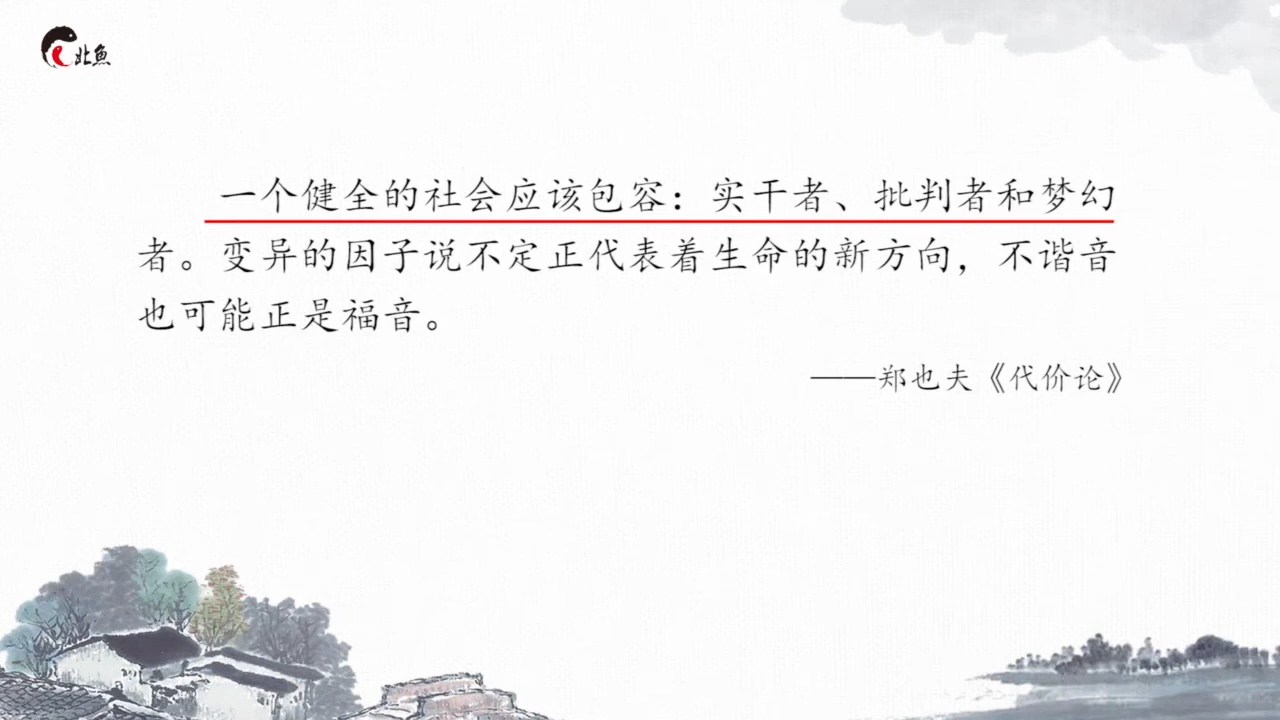 北魚
一个健全的社会应该包容：实干者、批判者和梦幻
者。变异的因子说不定正代表着生命的新方向，不谐音
也可能正是福音。
——郑也夫《代价论》